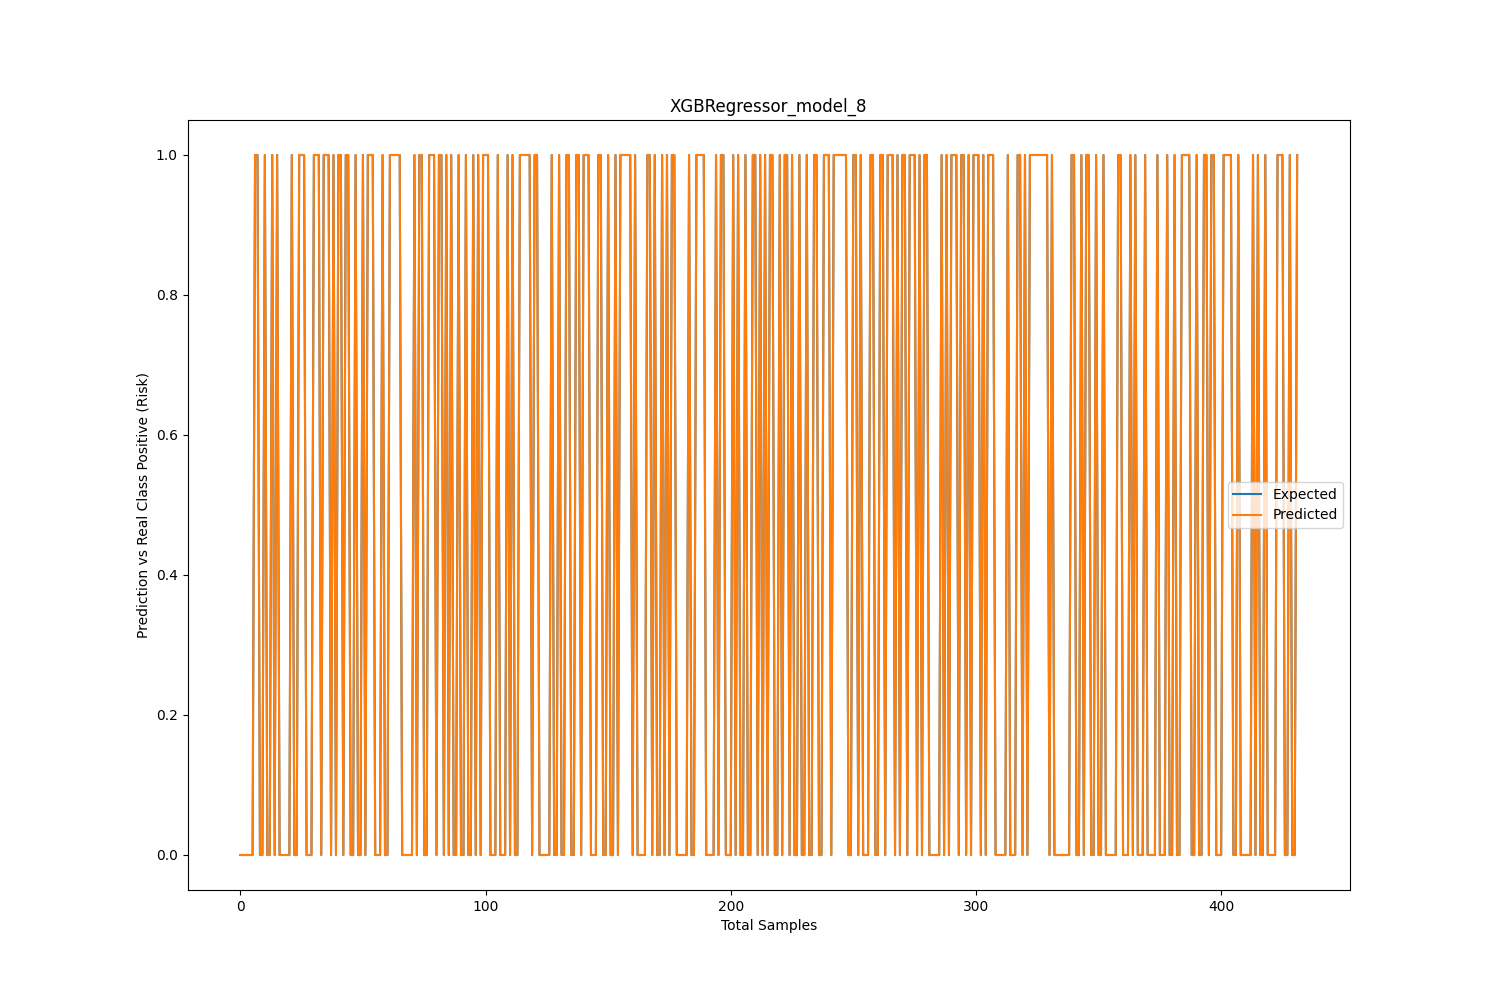 XGBRegressor_model_8
1.0
0.8
0.6
0.4
0.2
0.0
Prediction vs Real Class Positive (Risk)
Expected
Predicted
0 100 200 300 400
Total Samples